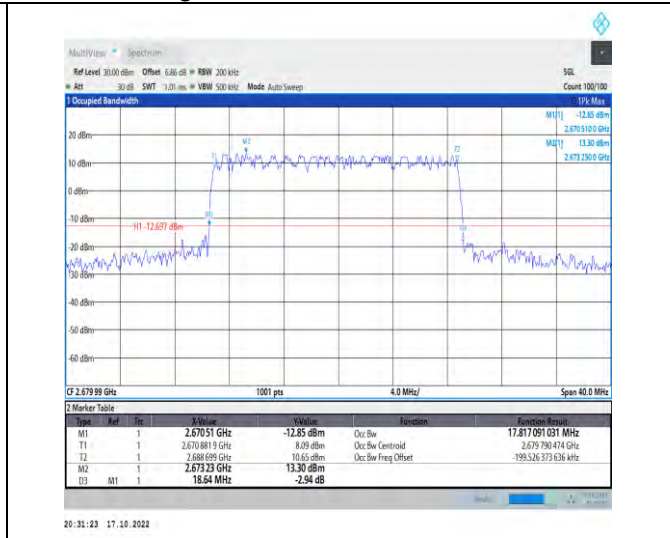 MultiView Spectrum
Ref Level 30.00 dBm Offset 6.86 dB RBW 200 kHz SGL
Att 30 dB SWT 1.01 ms VBW 500 kHz Mode Auto Sweep Count 100/100
1 Occupied Bandwidth 1Pk Max
M1[1] -12.85 dBm
2.670 510 0 GHz
20 dBm M2 M2[1] 13.30 dBm
T1 T2 2.673 230 0 GHz
10 dBm
0 dBm
-10 dBm
H1 -12.697 dBm
-20 dBm
-30 dBm
-40 dBm
-50 dBm
-60 dBm
CF 2.679 99 GHz 1001 pts 4.0 MHz/ Span 40.0 MHz
2 Marker Table
Type Ref Trc X-Value Y-Value Function Function Result
M1 1 2.670 51 GHz -12.85 dBm Occ Bw 17.817 091 031 MHz
T1 1 2.670 881 9 GHz 8.09 dBm Occ Bw Centroid 2.679 790 474 GHz
T2 1 2.688 699 GHz 10.65 dBm Occ Bw Freq Offset -199.526 373 636 kHz
M2 1 2.673 23 GHz 13.30 dBm
D3 M1 1 18.64 MHz -2.94 dB
20:31:23 17.10.2022